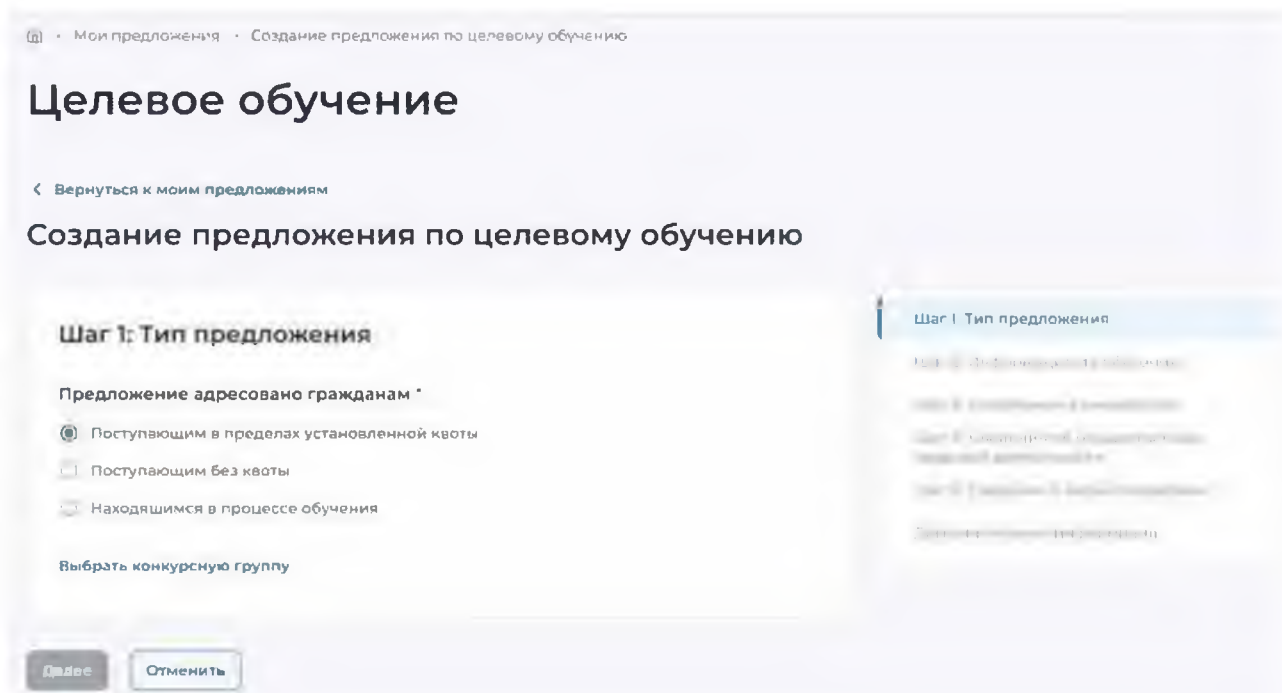 Мои предложения · Создание предложения по целевому обучению
Целевое обучение
< Вернуться к моим предложениям
Создание предложения по целевому обучению
Шаг 1: Тип предложения
Предложение адресовано гражданам *
Поступающим в пределах установленной квоты
Поступающим без квоты
Находящимся в процессе обучения
Выбрать конкурсную группу
Далее
Отменить
Шаг 1. Тип предложения